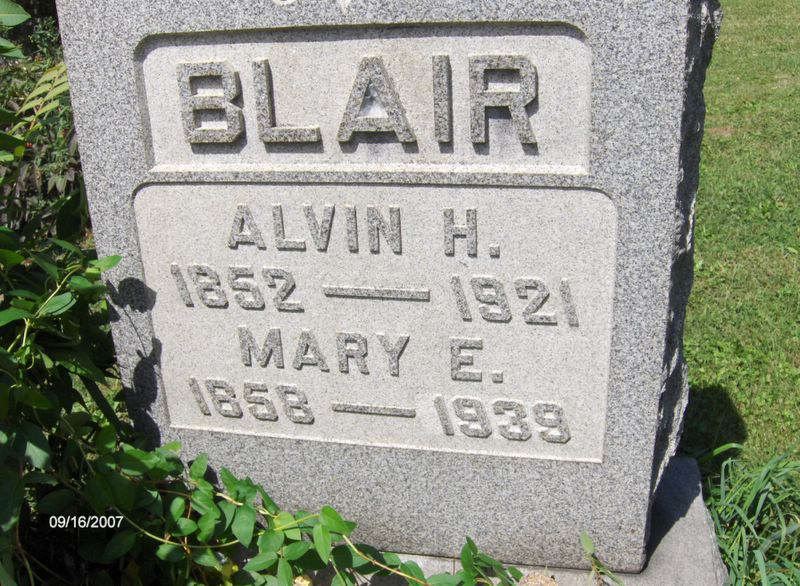 BLAIR
ALVIN H.
1852 — 1921
MARY E.
1858 — 1939
09/16/2007